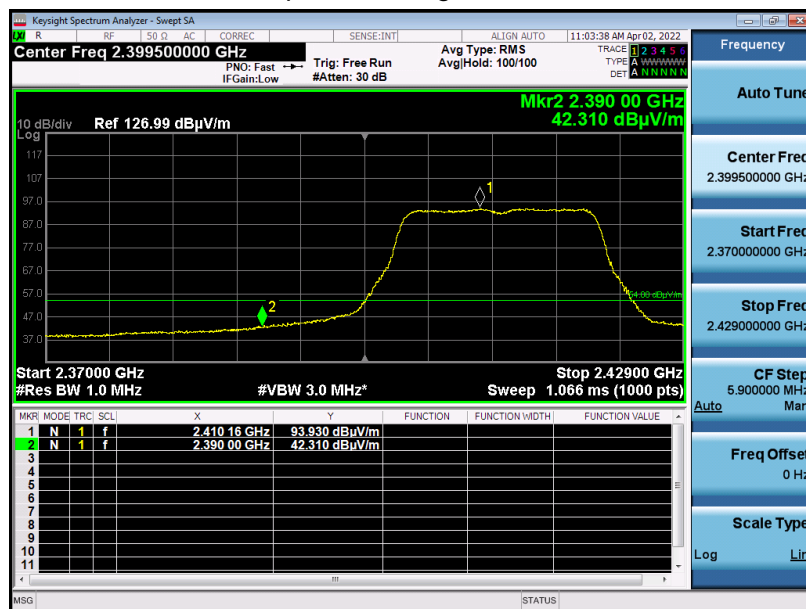 Keysight Spectrum Analyzer - Swept SA
LXI R RF 50 Ω AC CORREC SENSE:INT ALIGN AUTO 11:03:38 AM Apr 02, 2022
Center Freq 2.399500000 GHz
PNO: Fast
IFGain:Low
Trig: Free Run
#Atten: 30 dB
Avg Type: RMS
Avg|Hold: 100/100
TRACE 1 2 3 4 5 6
TYPE A WWWWW
DET A N N N N N
Mkr2 2.390 00 GHz
42.310 dBµV/m
10 dB/div Ref 126.99 dBµV/m
Log
117
107
97.0
87.0
77.0
67.0
57.0
47.0
37.0
1
2
54.00 dBµV/m
Start 2.37000 GHz Stop 2.42900 GHz
#Res BW 1.0 MHz #VBW 3.0 MHz* Sweep 1.066 ms (1000 pts)
MKR MODE TRC SCL X Y FUNCTION FUNCTION WIDTH FUNCTION VALUE
1 N 1 f 2.410 16 GHz 93.930 dBµV/m
2 N 1 f 2.390 00 GHz 42.310 dBµV/m
3
4
5
6
7
8
9
10
11
MSG STATUS
Frequency
Auto Tune
Center Freq
2.399500000 GHz
Start Freq
2.370000000 GHz
Stop Freq
2.429000000 GHz
CF Step
5.900000 MHz
Auto Man
Freq Offset
0 Hz
Scale Type
Log Lin